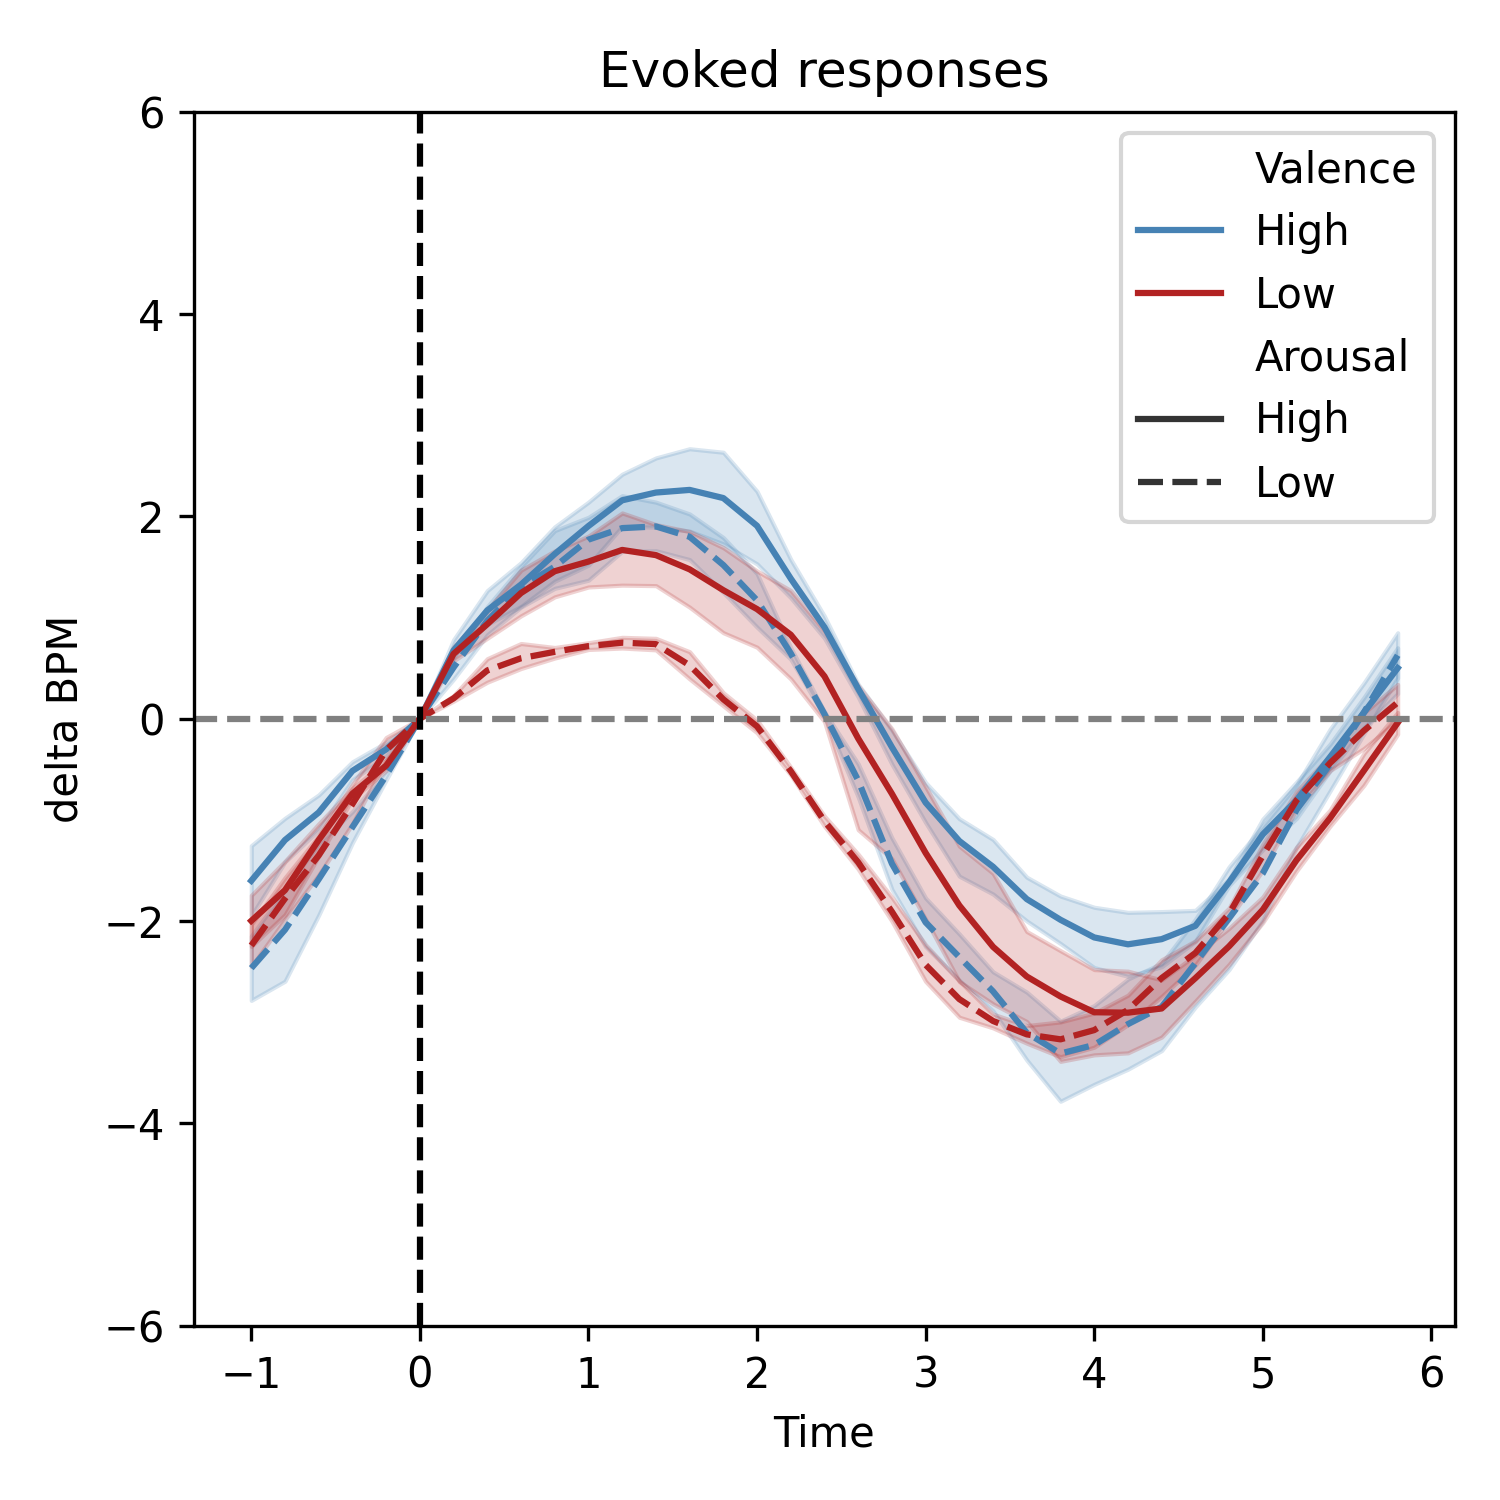 Evoked responses
6
4
2
0
−2
−4
−6
delta BPM
Valence
High
Low
Arousal
High
Low
−1 0 1 2 3 4 5 6
Time